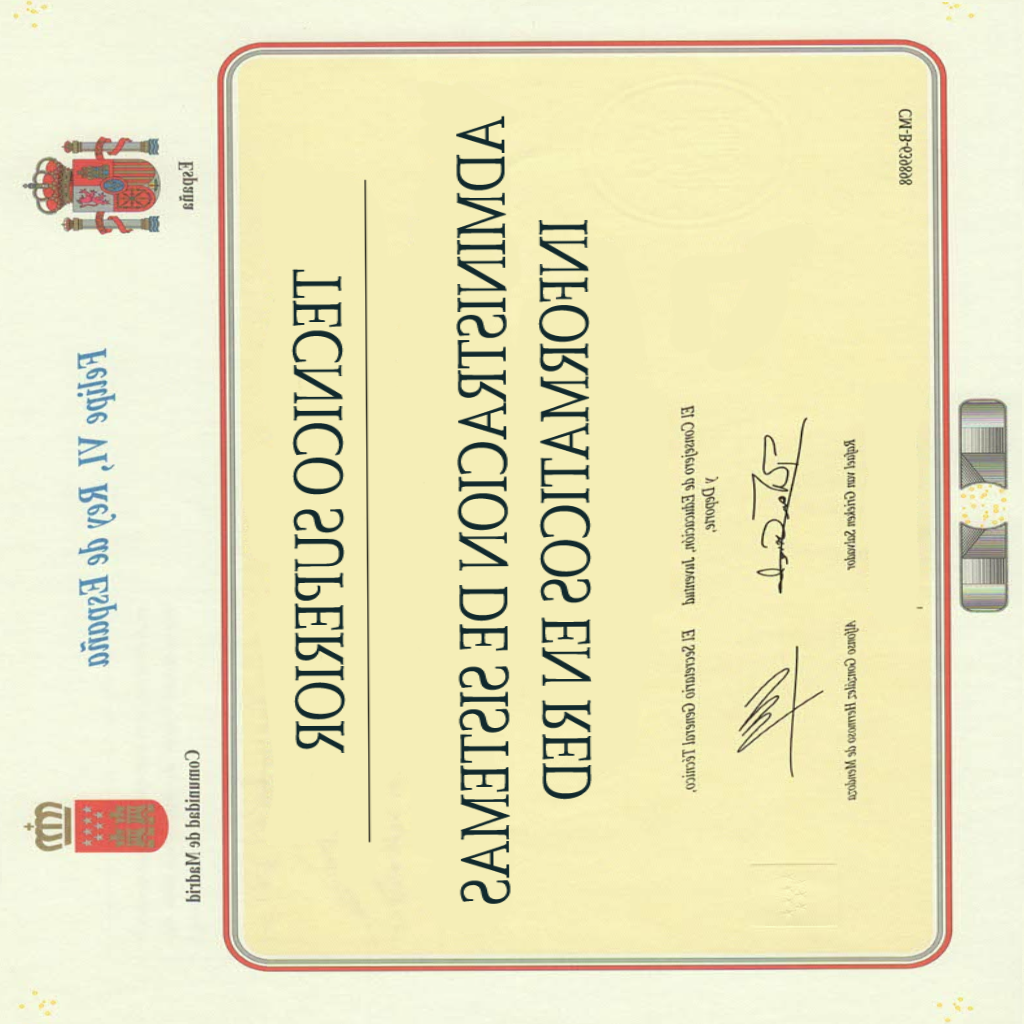 España
Comunidad de Madrid
Felipe VI, Rey de España
TECNICO SUPERIOR
ADMINISTRACION DE SISTEMAS
INFORMATICOS EN RED
El Consejero de Educación, Juventud
y Deporte,
El Secretario General Técnico,
Rafael van Grieken Salvador
Alfonso González Hermoso de Mendoza
CM-B-939898